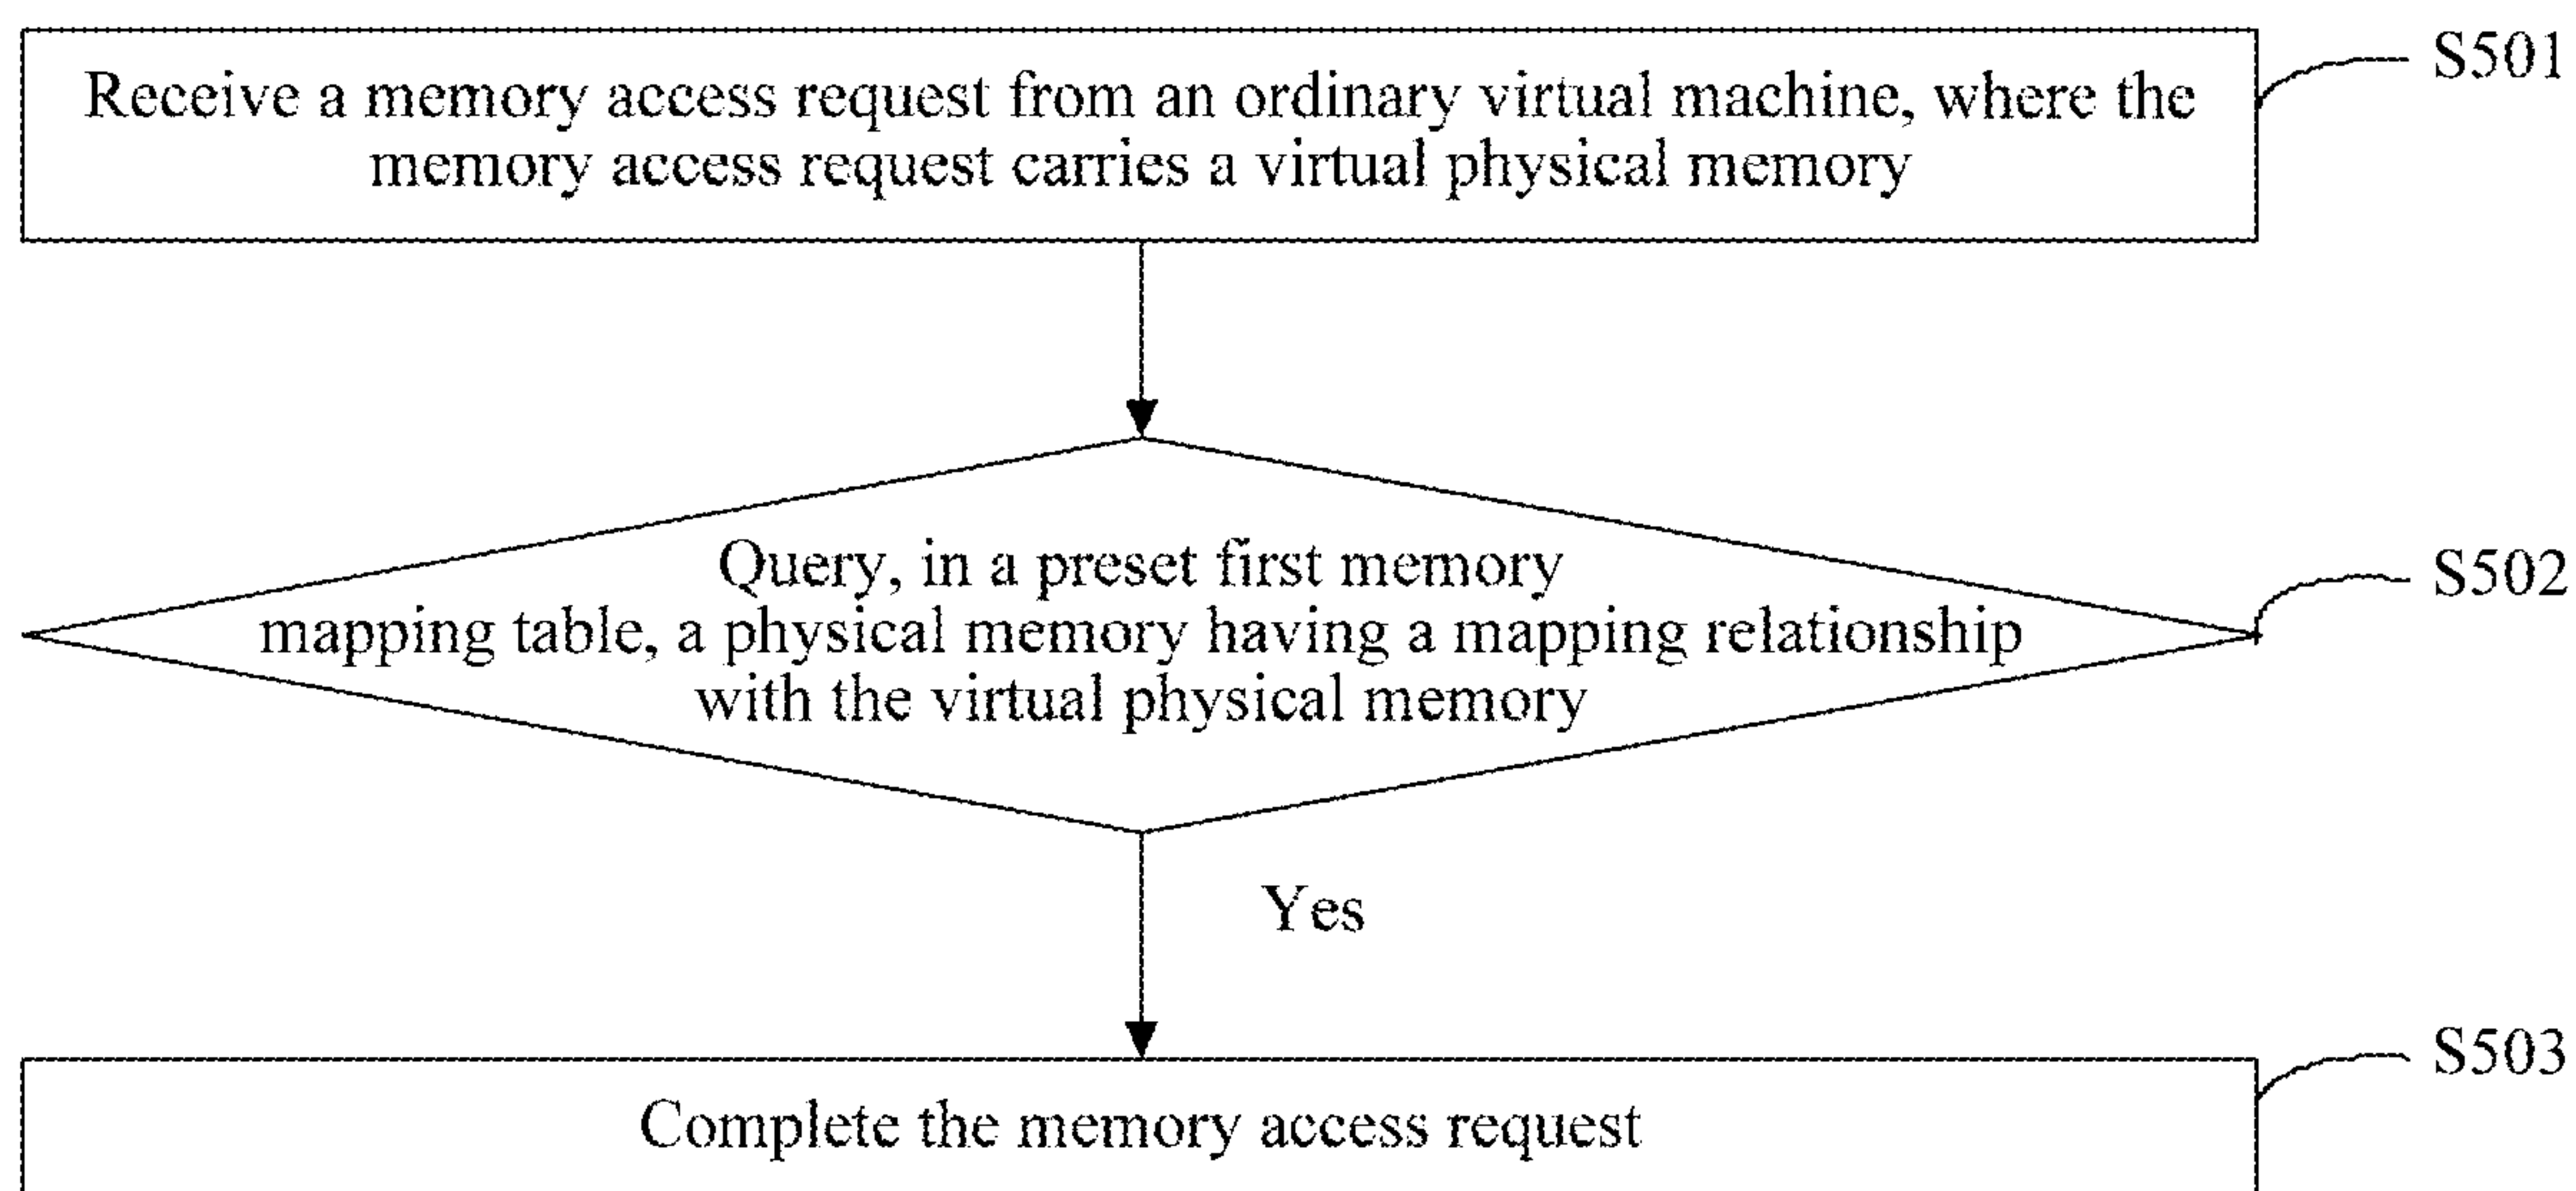 Receive a memory access request from an ordinary virtual machine, where the
memory access request carries a virtual physical memory
S501
Query, in a preset first memory
mapping table, a physical memory having a mapping relationship
with the virtual physical memory
S502
Yes
Complete the memory access request
S503